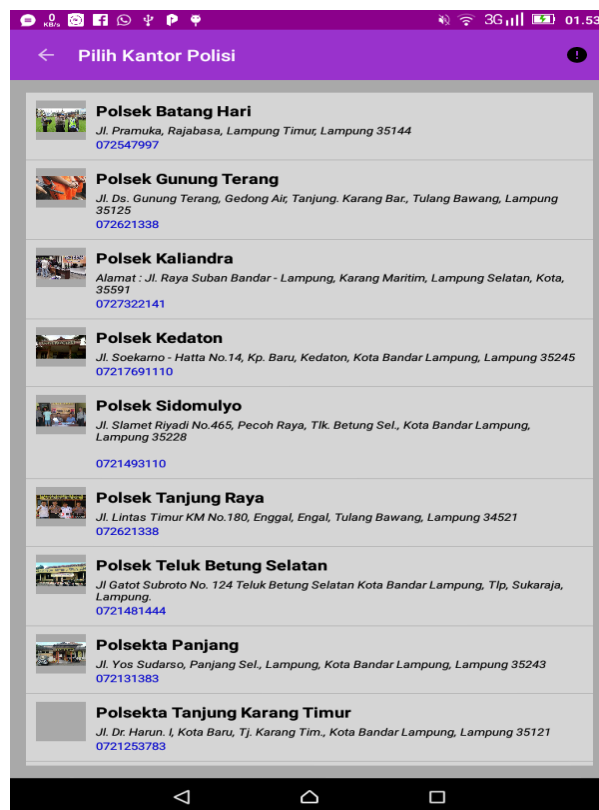 0
KB/s
3G
01.53
Pilih Kantor Polisi
Polsek Batang Hari
Jl. Pramuka, Rajabasa, Lampung Timur, Lampung 35144
072547997
Polsek Gunung Terang
Jl. Ds. Gunung Terang, Gedong Air, Tanjung. Karang Bar., Tulang Bawang, Lampung
35125
072621338
Polsek Kaliandra
Alamat : Jl. Raya Suban Bandar - Lampung, Karang Maritim, Lampung Selatan, Kota,
35591
0727322141
Polsek Kedaton
Jl. Soekarno - Hatta No.14, Kp. Baru, Kedaton, Kota Bandar Lampung, Lampung 35245
07217691110
Polsek Sidomulyo
Jl. Slamet Riyadi No.465, Pecoh Raya, Tlk. Betung Sel., Kota Bandar Lampung,
Lampung 35228
0721493110
Polsek Tanjung Raya
Jl. Lintas Timur KM No.180, Enggal, Engal, Tulang Bawang, Lampung 34521
072621338
Polsek Teluk Betung Selatan
Jl Gatot Subroto No. 124 Teluk Betung Selatan Kota Bandar Lampung, Tlp, Sukaraja,
Lampung.
0721481444
Polsekta Panjang
Jl. Yos Sudarso, Panjang Sel., Lampung, Kota Bandar Lampung, Lampung 35243
072131383
Polsekta Tanjung Karang Timur
Jl. Dr. Harun. I, Kota Baru, Tj. Karang Tim., Kota Bandar Lampung, Lampung 35121
0721253783